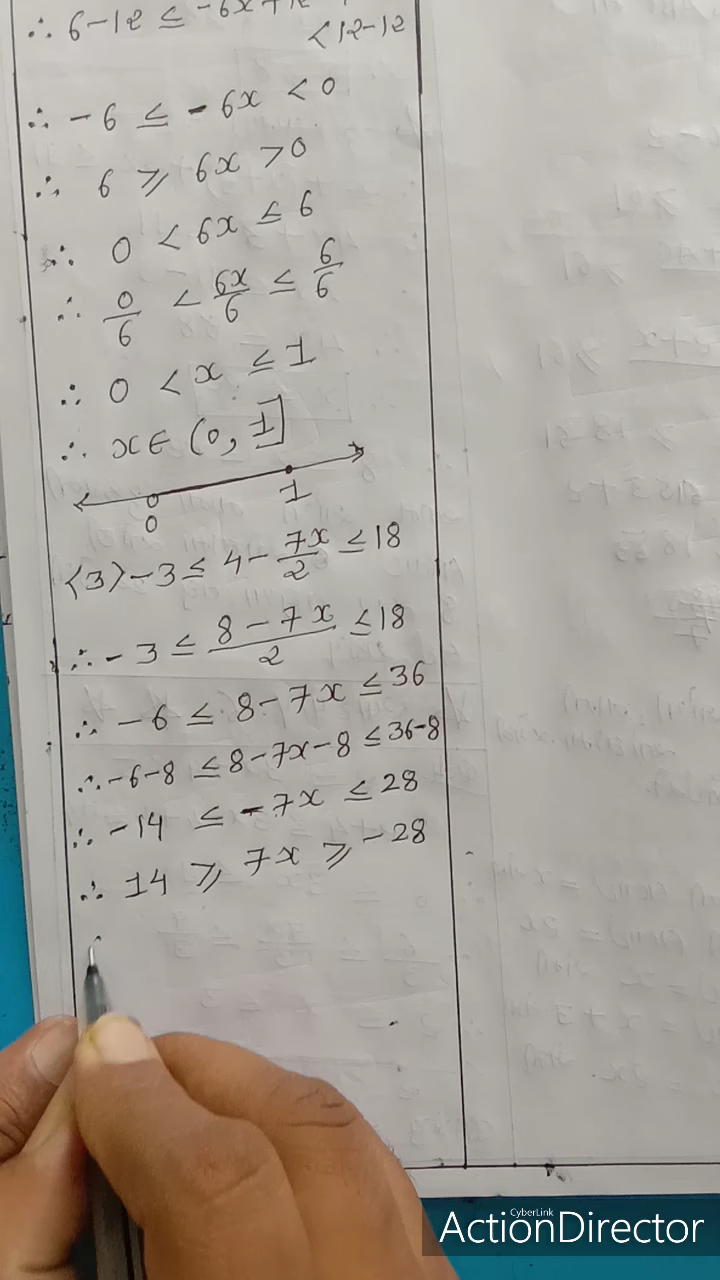 ∴ 6-12 ≤ -6x+12
<12-12
∴ -6 ≤ -6x < 0
∴ 6 ≥ 6x > 0
∴ 0 < 6x ≤ 6
∴ 0/6 < 6x/6 ≤ 6/6
∴ 0 < x ≤ 1
∴ x ∈ (0, 1]
0 1
(3) -3 ≤ 4 - 7x/2 ≤ 18
∴ -3 ≤ (8 - 7x)/2 ≤ 18
∴ -6 ≤ 8 - 7x ≤ 36
∴ -6-8 ≤ 8-7x-8 ≤ 36-8
∴ -14 ≤ -7x ≤ 28
∴ 14 ≥ 7x ≥ -28
CyberLink
ActionDirector